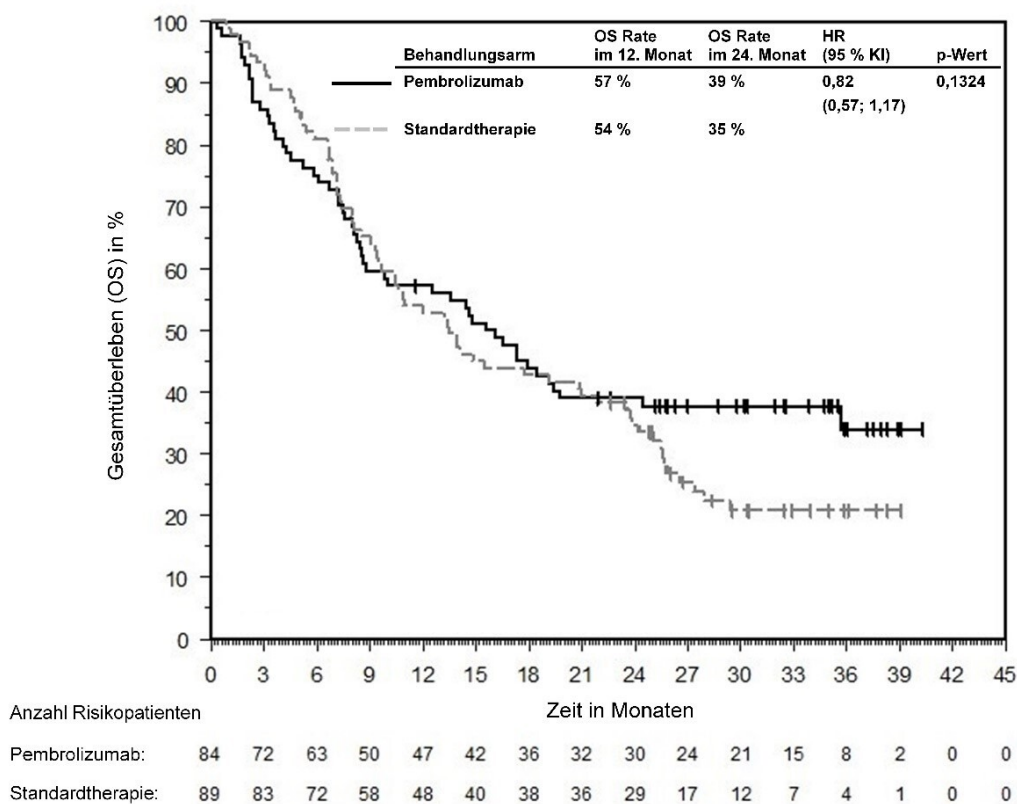 Behandlungsarm OS Rate im 12. Monat OS Rate im 24. Monat HR (95 % KI) p-Wert
Pembrolizumab 57 % 39 % 0,82 (0,57; 1,17) 0,1324
Standardtherapie 54 % 35 %
Gesamtüberleben (OS) in %
100
90
80
70
60
50
40
30
20
10
0
0 3 6 9 12 15 18 21 24 27 30 33 36 39 42 45
Zeit in Monaten
Anzahl Risikopatienten
Pembrolizumab: 84 72 63 50 47 42 36 32 30 24 21 15 8 2 0 0
Standardtherapie: 89 83 72 58 48 40 38 36 29 17 12 7 4 1 0 0